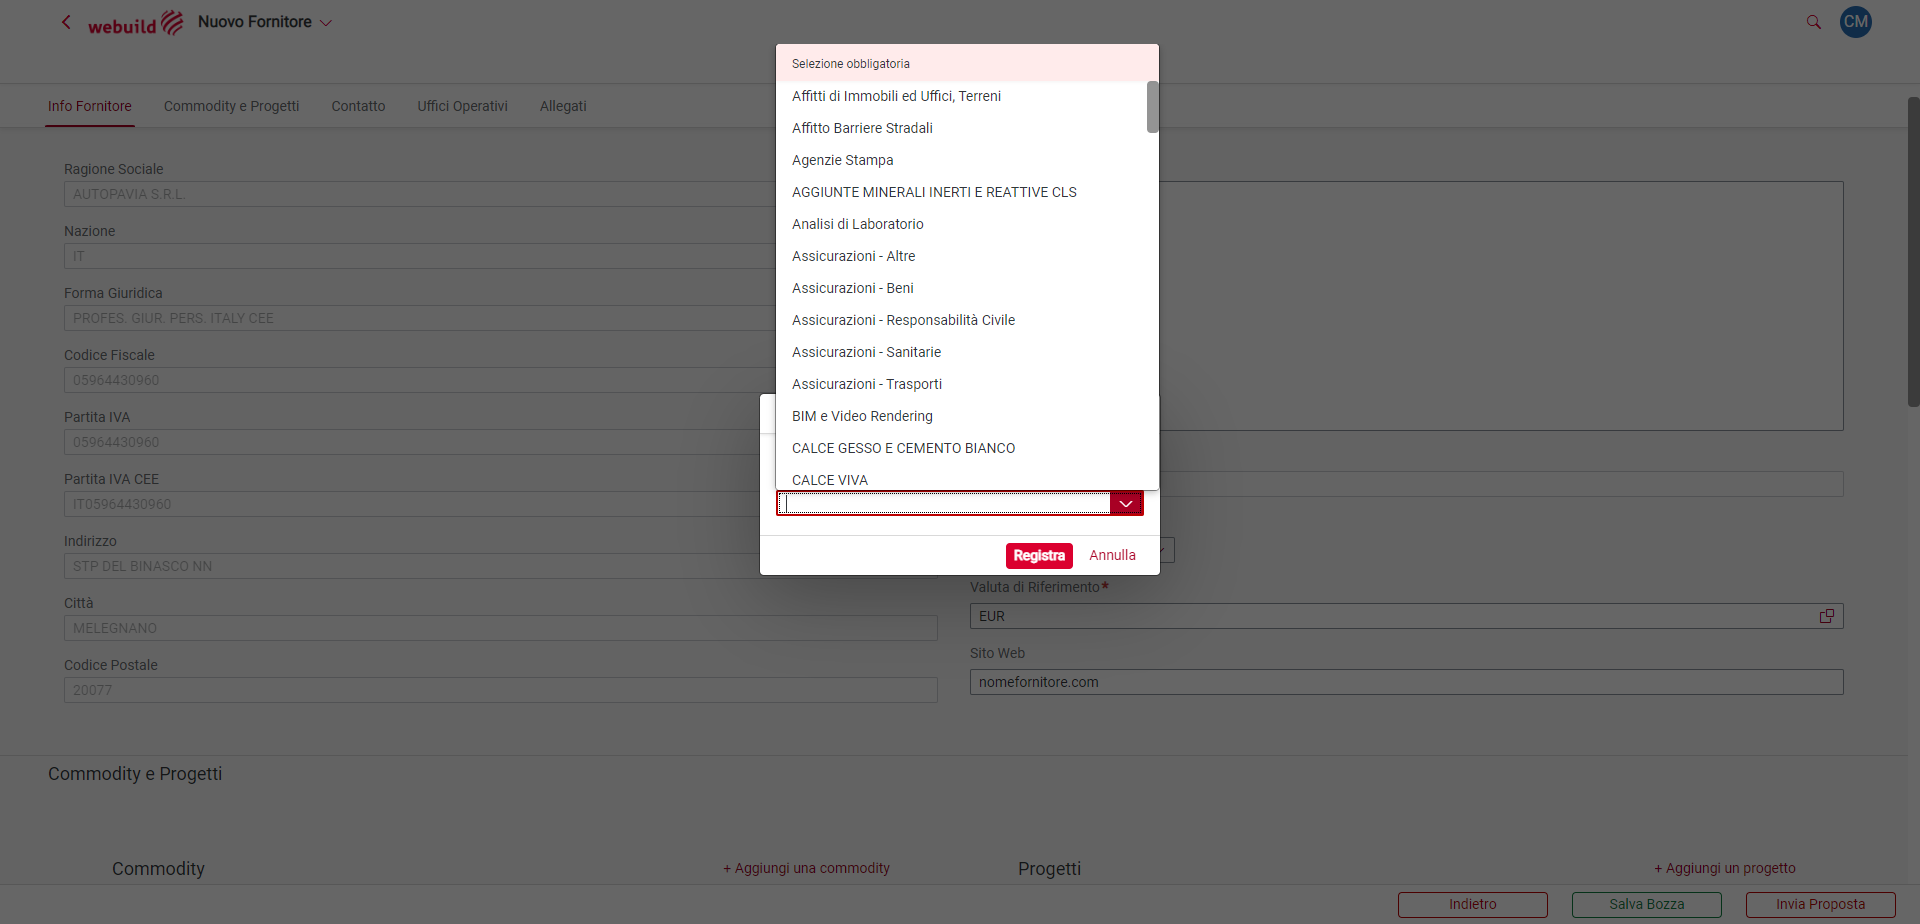 webuild
Nuovo Fornitore
CM
Info Fornitore
Commodity e Progetti
Contatto
Uffici Operativi
Allegati
Ragione Sociale
AUTOPAVIA S.R.L.
Nazione
IT
Forma Giuridica
PROFES. GIUR. PERS. ITALY CEE
Codice Fiscale
05964430960
Partita IVA
05964430960
Partita IVA CEE
IT05964430960
Indirizzo
STP DEL BINASCO NN
Città
MELEGNANO
Codice Postale
20077
Selezione obbligatoria
Affitti di Immobili ed Uffici, Terreni
Affitto Barriere Stradali
Agenzie Stampa
AGGIUNTE MINERALI INERTI E REATTIVE CLS
Analisi di Laboratorio
Assicurazioni - Altre
Assicurazioni - Beni
Assicurazioni - Responsabilità Civile
Assicurazioni - Sanitarie
Assicurazioni - Trasporti
BIM e Video Rendering
CALCE GESSO E CEMENTO BIANCO
CALCE VIVA
Registra
Annulla
Valuta di Riferimento*
EUR
Sito Web
nomefornitore.com
Commodity e Progetti
Commodity
+ Aggiungi una commodity
Progetti
+ Aggiungi un progetto
Indietro
Salva Bozza
Invia Proposta